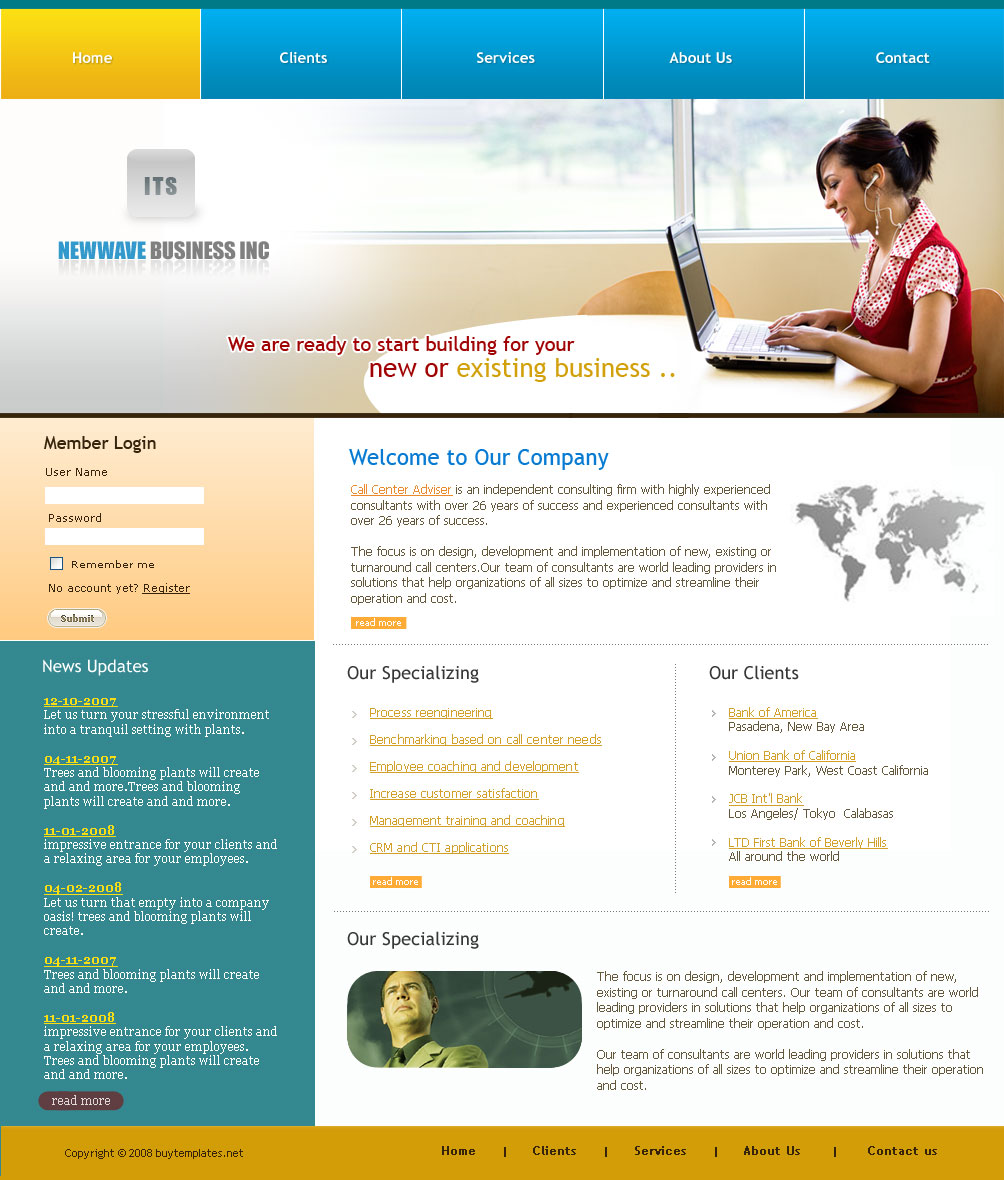 Home
Clients
Services
About Us
Contact
ITS
NEWWAVE BUSINESS INC
We are ready to start building for your
new or existing business ..
Member Login
User Name
Password
Remember me
No account yet? Register
Submit
News Updates
12-10-2007
Let us turn your stressful environment
into a tranquil setting with plants.
04-11-2007
Trees and blooming plants will create
and and more.Trees and blooming
plants will create and and more.
11-01-2008
impressive entrance for your clients and
a relaxing area for your employees.
04-02-2008
Let us turn that empty into a company
oasis! trees and blooming plants will
create.
04-11-2007
Trees and blooming plants will create
and and more.
11-01-2008
impressive entrance for your clients and
a relaxing area for your employees.
Trees and blooming plants will create
and and more.
read more
Welcome to Our Company
Call Center Adviser is an independent consulting firm with highly experienced
consultants with over 26 years of success and experienced consultants with
over 26 years of success.
The focus is on design, development and implementation of new, existing or
turnaround call centers.Our team of consultants are world leading providers in
solutions that help organizations of all sizes to optimize and streamline their
operation and cost.
read more
Our Specializing
Process reengineering
Benchmarking based on call center needs
Employee coaching and development
Increase customer satisfaction
Management training and coaching
CRM and CTI applications
read more
Our Clients
Bank of America
Pasadena, New Bay Area
Union Bank of California
Monterey Park, West Coast California
JCB Int'l Bank
Los Angeles/ Tokyo  Calabasas
LTD First Bank of Beverly Hills
All around the world
read more
Our Specializing
The focus is on design, development and implementation of new,
existing or turnaround call centers. Our team of consultants are world
leading providers in solutions that help organizations of all sizes to
optimize and streamline their operation and cost.
Our team of consultants are world leading providers in solutions that
help organizations of all sizes to optimize and streamline their operation
and cost.
Copyright © 2008 buytemplates.net
Home | Clients | Services | About Us | Contact us